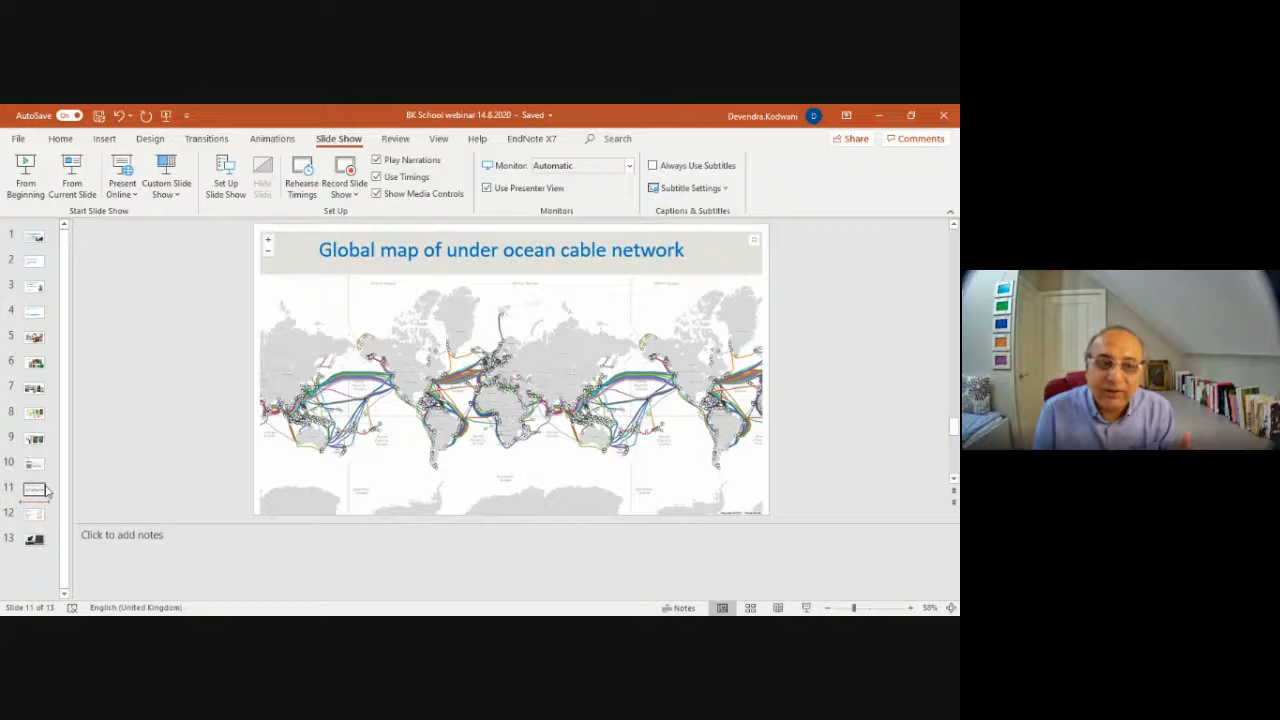 AutoSave On
BK School webinar 14.8.2020 - Saved
Devendra.Kodwani D
File Home Insert Design Transitions Animations Slide Show Review View Help EndNote X7 Search Share Comments
From Beginning
From Current Slide
Present Online
Custom Slide Show
Set Up Slide Show
Hide Slide
Rehearse Timings
Record Slide Show
Play Narrations
Use Timings
Show Media Controls
Monitor: Automatic
Use Presenter View
Always Use Subtitles
Subtitle Settings
Start Slide Show
Set Up
Monitors
Captions & Subtitles
1
2
3
4
5
6
7
8
9
10
11
12
13
Global map of under ocean cable network
Click to add notes
Slide 11 of 13 English (United Kingdom) Notes 58%